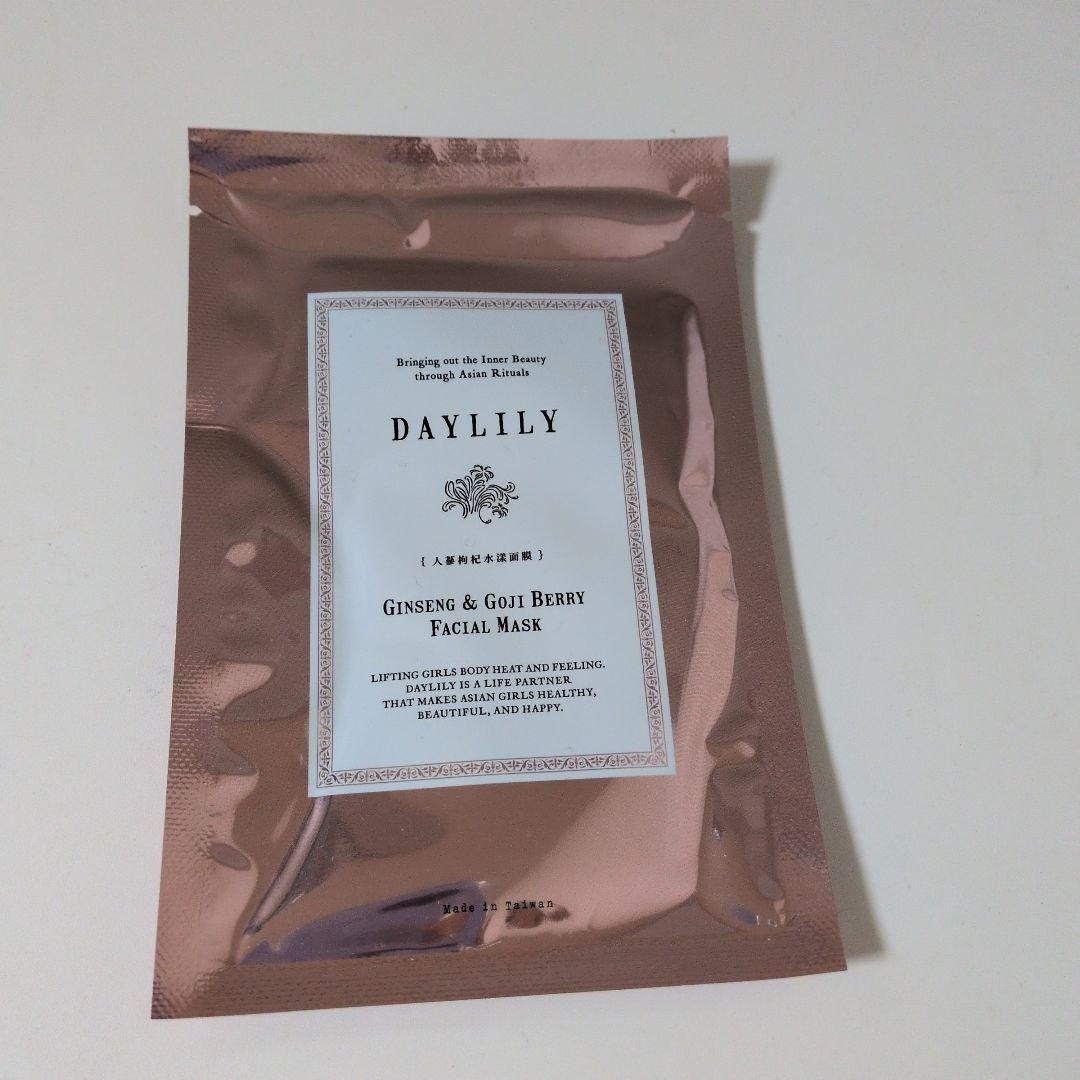 Bringing out the Inner Beauty
through Asian Rituals
DAYLILY
{ 人蔘枸杞水漾面膜 }
GINSENG & GOJI BERRY
FACIAL MASK
LIFTING GIRLS BODY HEAT AND FEELING.
DAYLILY IS A LIFE PARTNER
THAT MAKES ASIAN GIRLS HEALTHY,
BEAUTIFUL, AND HAPPY.
Made in Taiwan